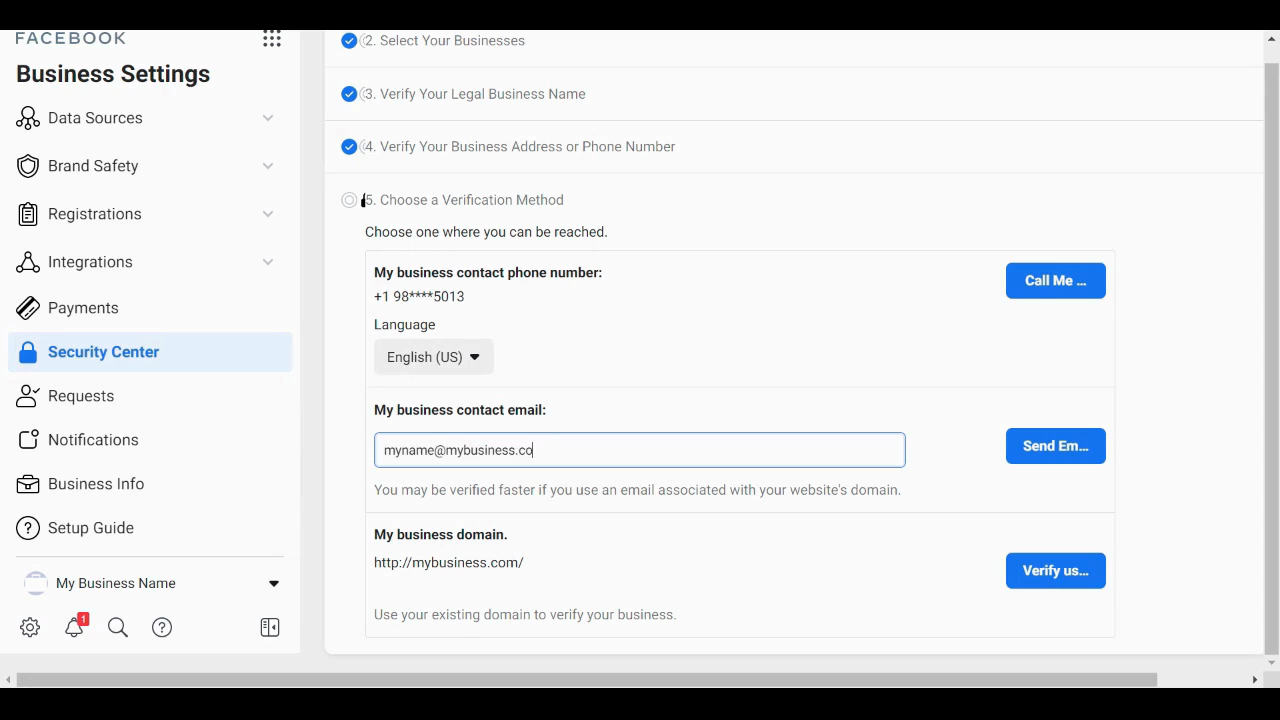 FACEBOOK
Business Settings
Data Sources
Brand Safety
Registrations
Integrations
Payments
Security Center
Requests
Notifications
Business Info
Setup Guide
My Business Name
1
2. Select Your Businesses
3. Verify Your Legal Business Name
4. Verify Your Business Address or Phone Number
5. Choose a Verification Method
Choose one where you can be reached.
My business contact phone number:
+1 98****5013
Call Me ...
Language
English (US)
My business contact email:
myname@mybusiness.co
Send Em...
You may be verified faster if you use an email associated with your website's domain.
My business domain.
http://mybusiness.com/
Verify us...
Use your existing domain to verify your business.